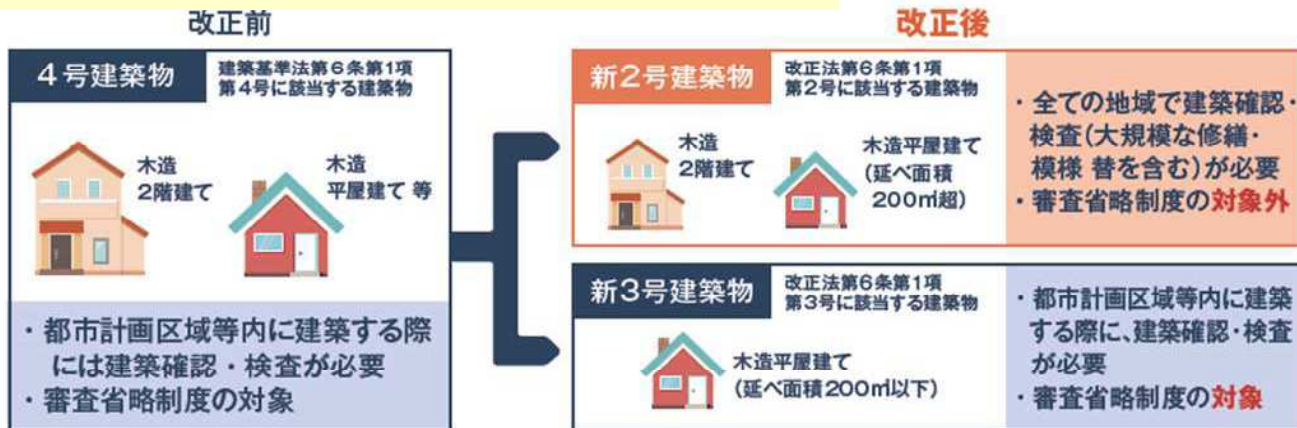 改正前
4号建築物
建築基準法第6条第1項
第4号に該当する建築物
木造
2階建て
木造
平屋建て 等
・都市計画区域等内に建築する際
には建築確認・検査が必要
・審査省略制度の対象
改正後
新2号建築物
改正法第6条第1項
第2号に該当する建築物
木造
2階建て
木造平屋建て
(延べ面積
200㎡超)
・全ての地域で建築確認・
検査(大規模な修繕・
模様 替を含む)が必要
・審査省略制度の対象外
新3号建築物
改正法第6条第1項
第3号に該当する建築物
木造平屋建て
(延べ面積200㎡以下)
・都市計画区域等内に建築
する際に、建築確認・検査
が必要
・審査省略制度の対象